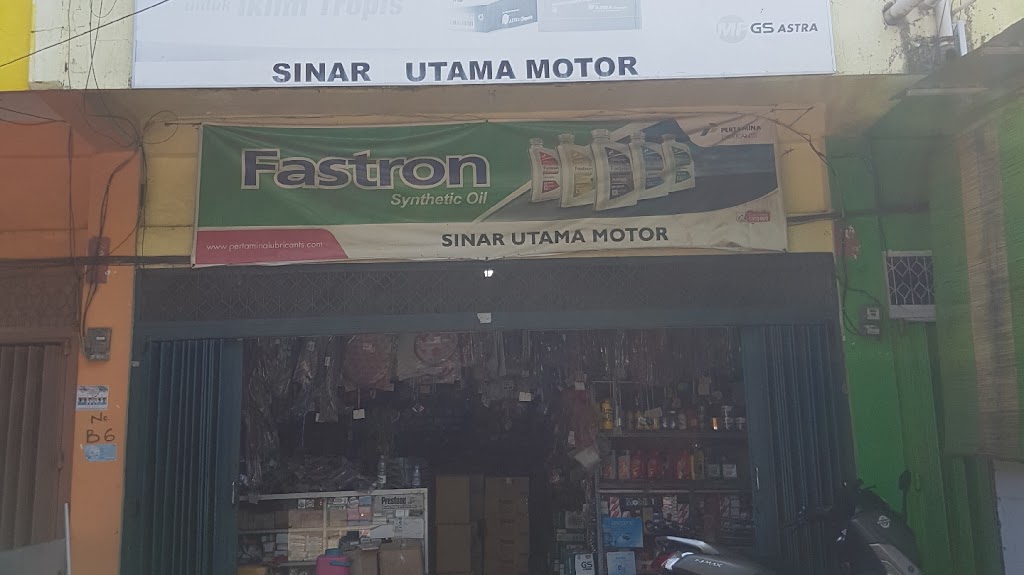 untuk Iklim Tropis
GS ASTRA
SINAR UTAMA MOTOR
PERTAMINA
Fastron
Synthetic Oil
www.pertaminalubricants.com
SINAR UTAMA MOTOR
No
B6
Prestone
GS